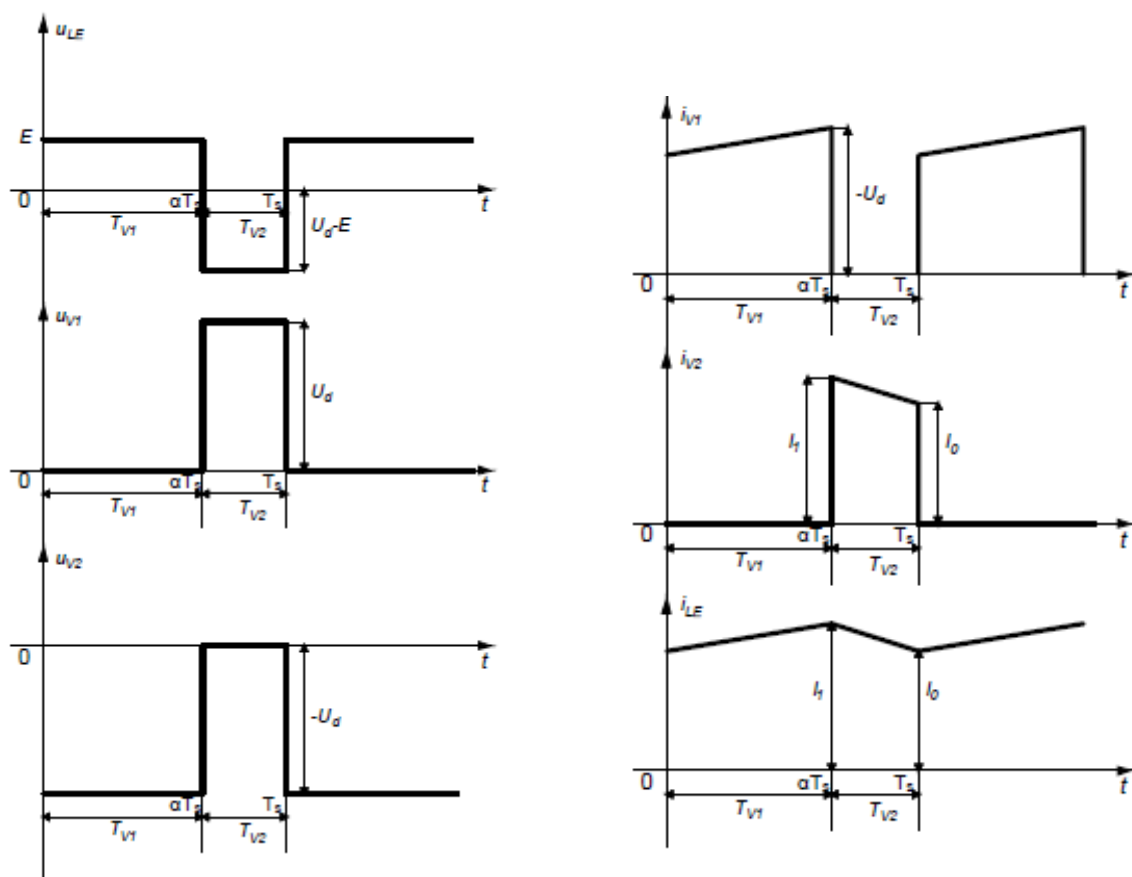 u_LE
E
0
αT_s
T_s
t
T_V1
T_V2
U_d-E
u_V1
U_d
0
αT_s
T_s
t
T_V1
T_V2
u_V2
0
t
-U_d
αT_s
T_s
T_V1
T_V2
i_V1
-U_d
0
αT_s
T_s
t
T_V1
T_V2
i_V2
I_1
I_0
0
αT_s
T_s
t
T_V1
T_V2
i_LE
I_1
I_0
0
αT_s
T_s
t
T_V1
T_V2